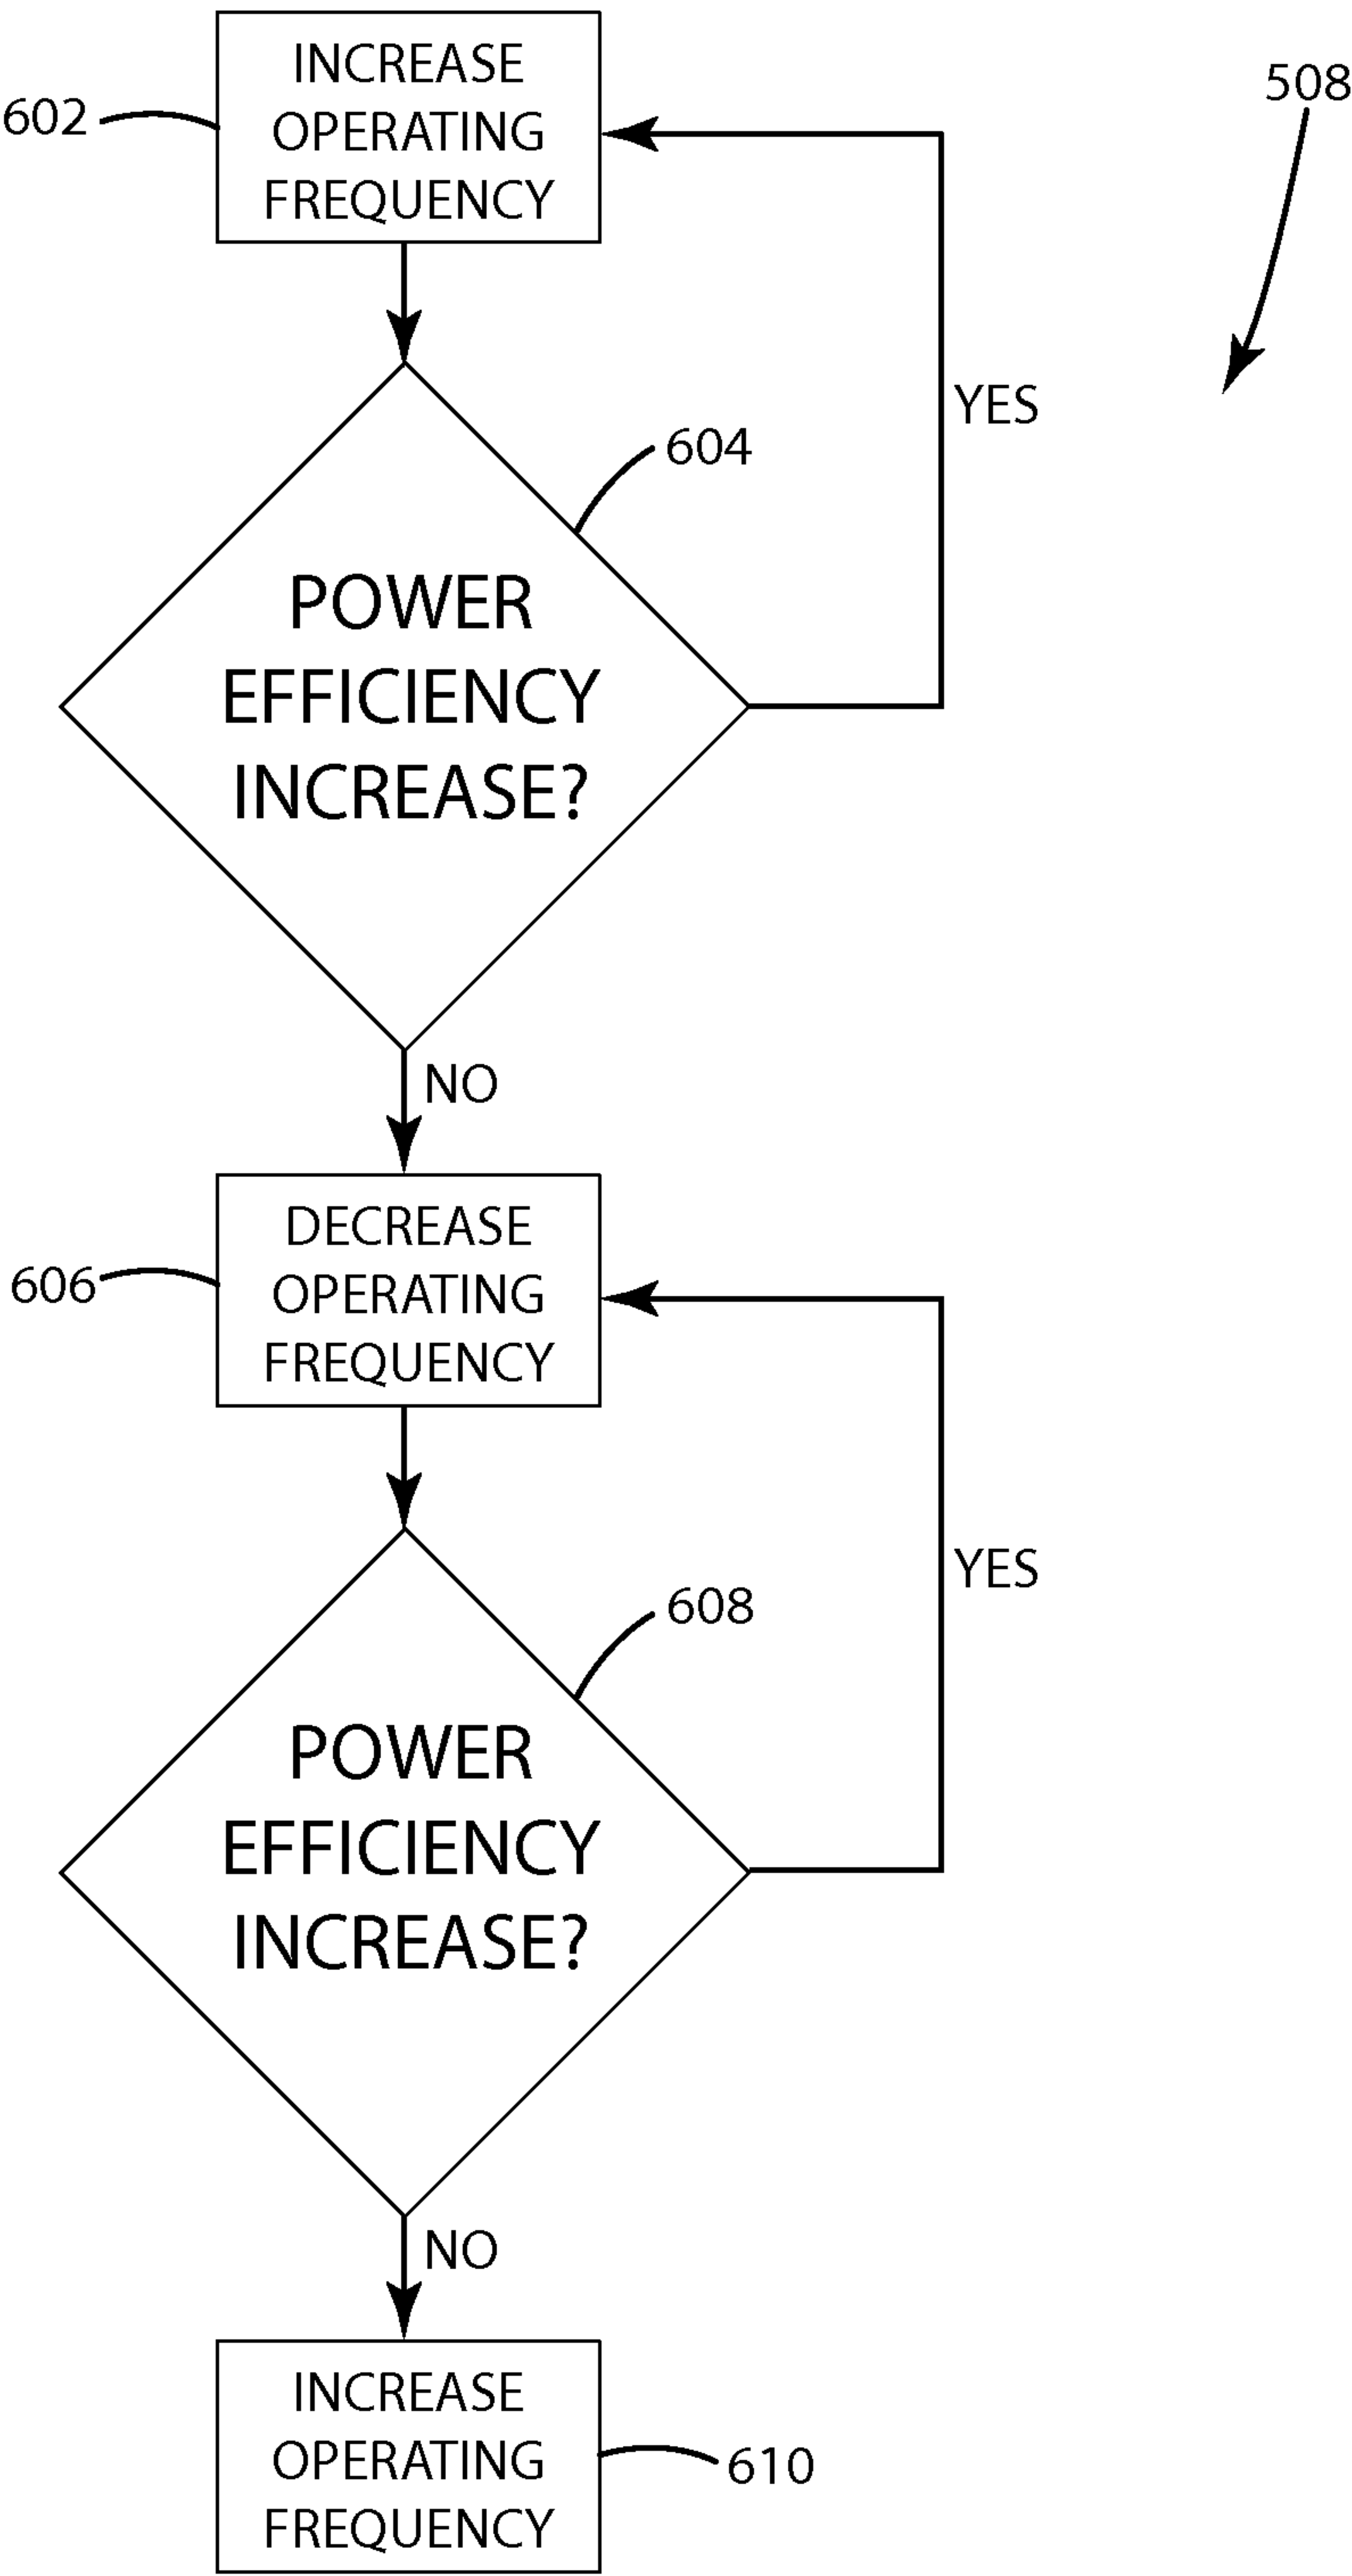 INCREASE
OPERATING
FREQUENCY
602
508
YES
604
POWER
EFFICIENCY
INCREASE?
NO
DECREASE
OPERATING
FREQUENCY
606
YES
608
POWER
EFFICIENCY
INCREASE?
NO
INCREASE
OPERATING
FREQUENCY
610